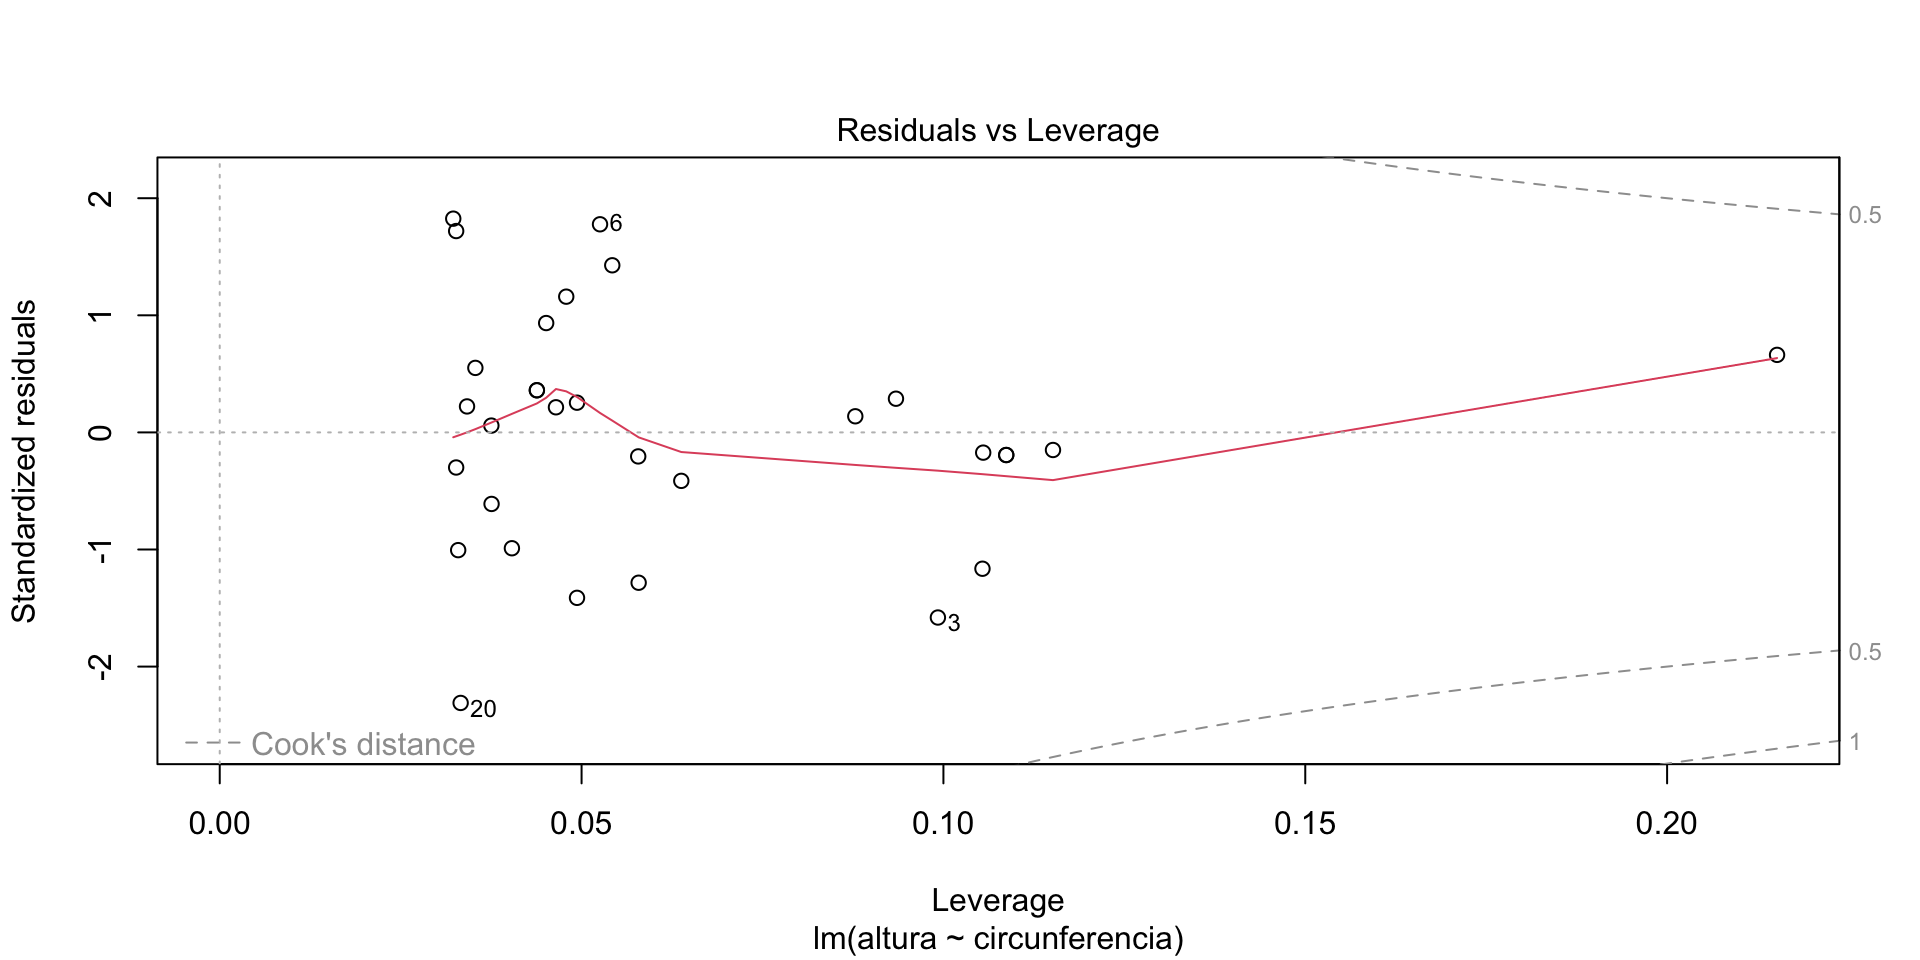 Residuals vs Leverage
Standardized residuals
2
1
0
-1
-2
6
3
20
0.5
0.5
1
Cook's distance
0.00 0.05 0.10 0.15 0.20
Leverage
lm(altura ~ circunferencia)